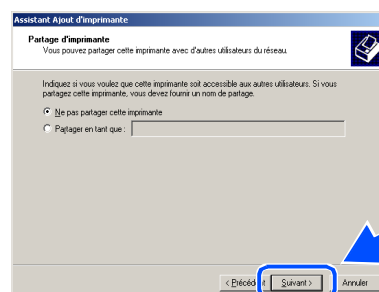 Assistant Ajout d'imprimante
Partage d'imprimante
Vous pouvez partager cette imprimante avec d'autres utilisateurs du réseau.
Indiquez si vous voulez que cette imprimante soit accessible aux autres utilisateurs. Si vous
partagez cette imprimante, vous devez fournir un nom de partage.
Ne pas partager cette imprimante
Partager en tant que :
< Précédent Suivant > Annuler